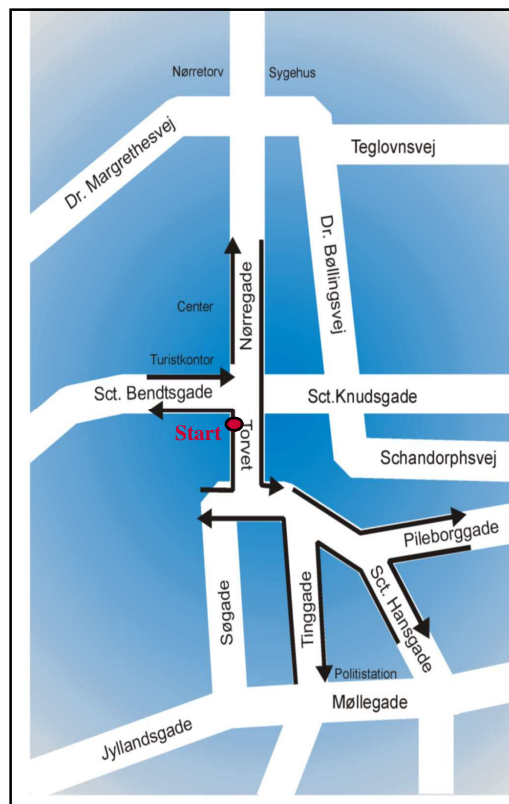 Nørretorv
Sygehus
Dr. Margrethesvej
Teglovnsvej
Dr. Bøllingsvej
Center
Nørregade
Turistkontor
Sct. Bendtsgade
Sct.Knudsgade
Start
Torvet
Schandorphsvej
Pileborggade
Søgade
Tinggade
Sct. Hansgade
Politistation
Møllegade
Jyllandsgade